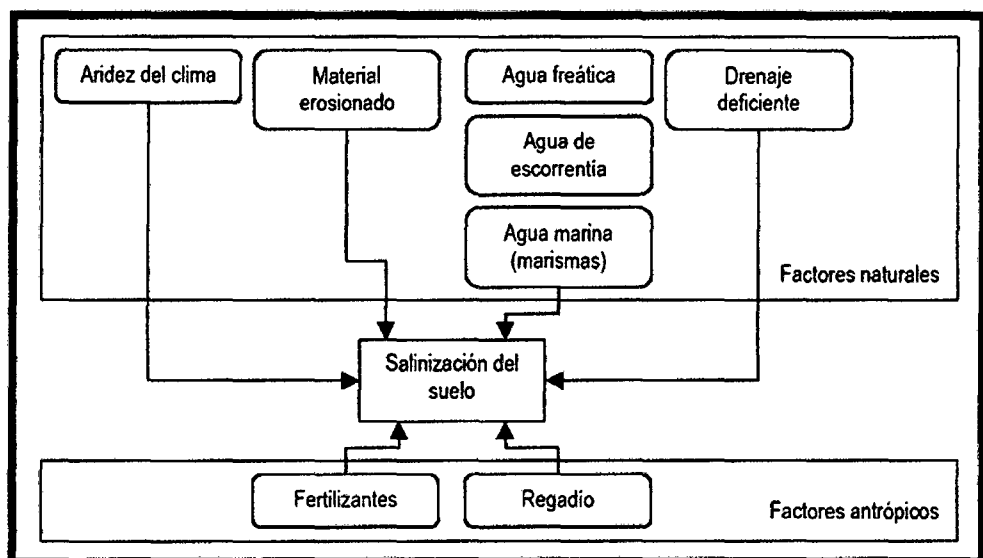 Aridez del clima
Material
erosionado
Agua freática
Drenaje
deficiente
Agua de
escorrentía
Agua marina
(marismas)
Factores naturales
Salinización del
suelo
Fertilizantes
Regadío
Factores antrópicos